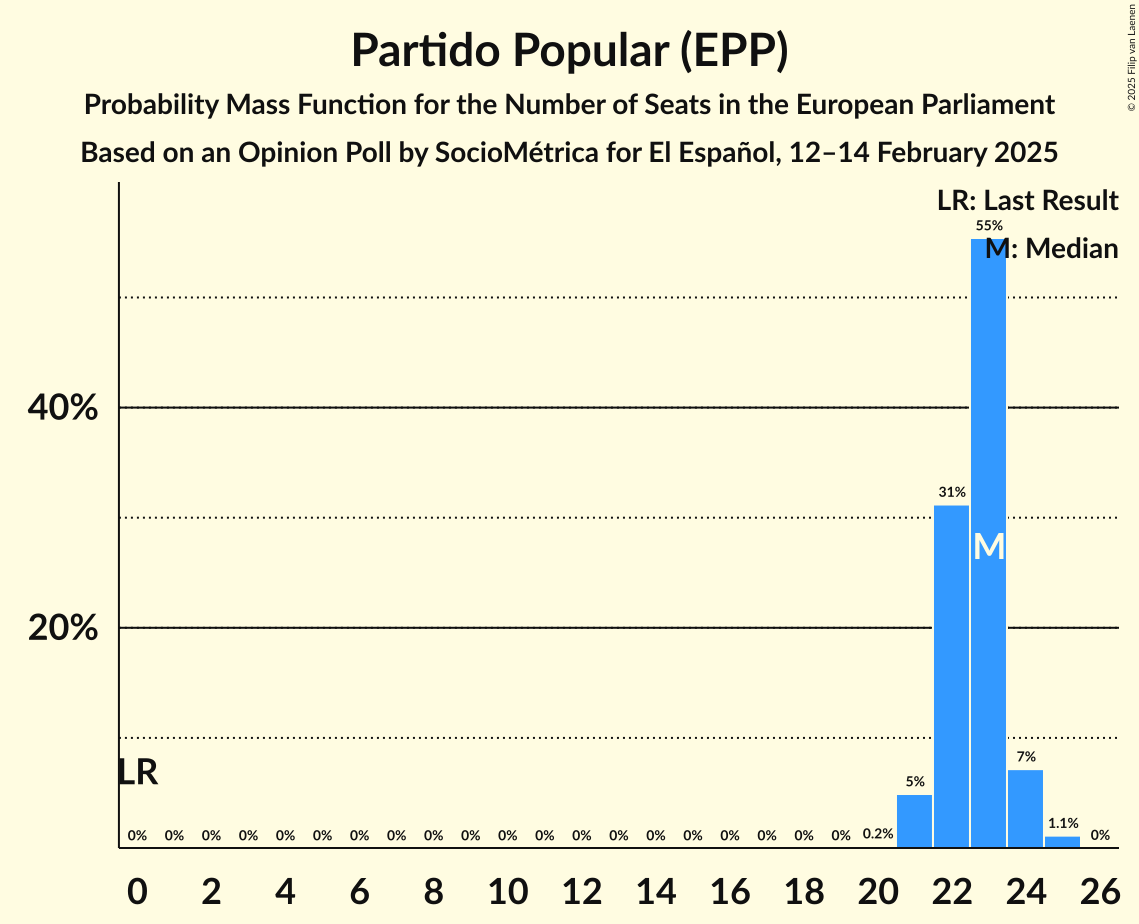 Partido Popular (EPP)
Probability Mass Function for the Number of Seats in the European Parliament
Based on an Opinion Poll by SocioMétrica for El Español, 12–14 February 2025
© 2025 Filip van Laenen
LR: Last Result
M: Median
55%
40%
31%
M
20%
LR
7%
5%
0% 0% 0% 0% 0% 0% 0% 0% 0% 0% 0% 0% 0% 0% 0% 0% 0% 0% 0% 0% 0.2% 1.1% 0%
0 2 4 6 8 10 12 14 16 18 20 22 24 26